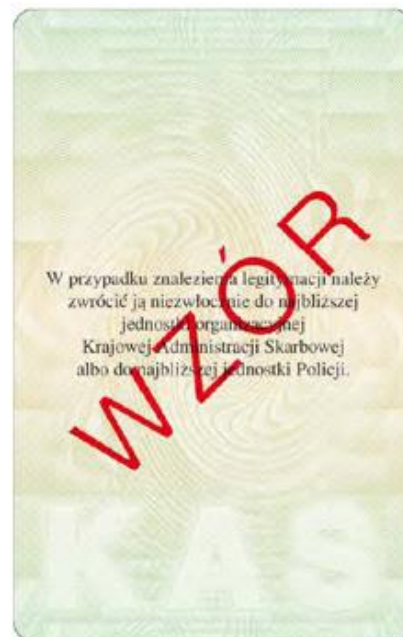 W przypadku znalezienia legitymacji należy
zwrócić ją niezwłocznie do najbliższej
jednostki organizacyjnej
Krajowej Administracji Skarbowej
albo do najbliższej jednostki Policji.
WZÓR
KAS